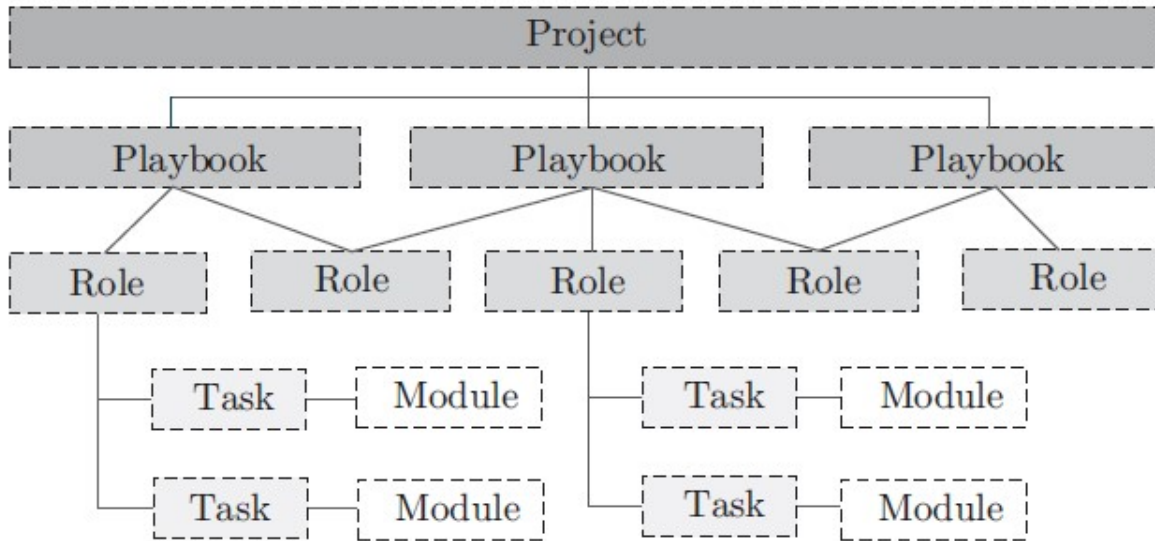 Project
Playbook Playbook Playbook
Role Role Role Role Role
Task Module Task Module
Task Module Task Module